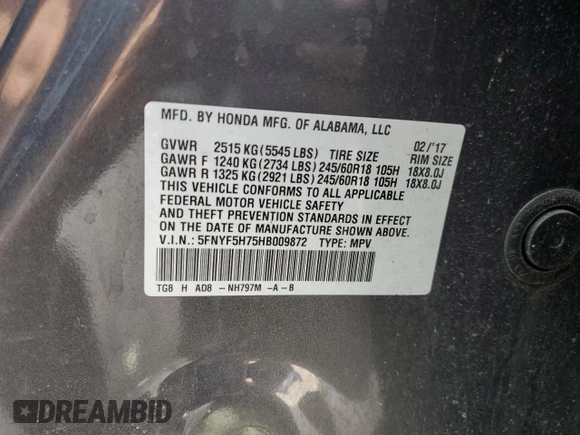 MFD. BY HONDA MFG. OF ALABAMA, LLC
GVWR 2515 KG (5545 LBS) TIRE SIZE 02/'17 RIM SIZE
GAWR F 1240 KG (2734 LBS) 245/60R18 105H 18X8.0J
GAWR R 1325 KG (2921 LBS) 245/60R18 105H 18X8.0J
THIS VEHICLE CONFORMS TO ALL APPLICABLE
FEDERAL MOTOR VEHICLE SAFETY
AND THEFT PREVENTION STANDARDS IN EFFECT
ON THE DATE OF MANUFACTURE SHOWN ABOVE.
V.I.N.: 5FNYF5H75HB009872 TYPE: MPV
TG8 H AD8 - NH797M -A-B
DREAMBID